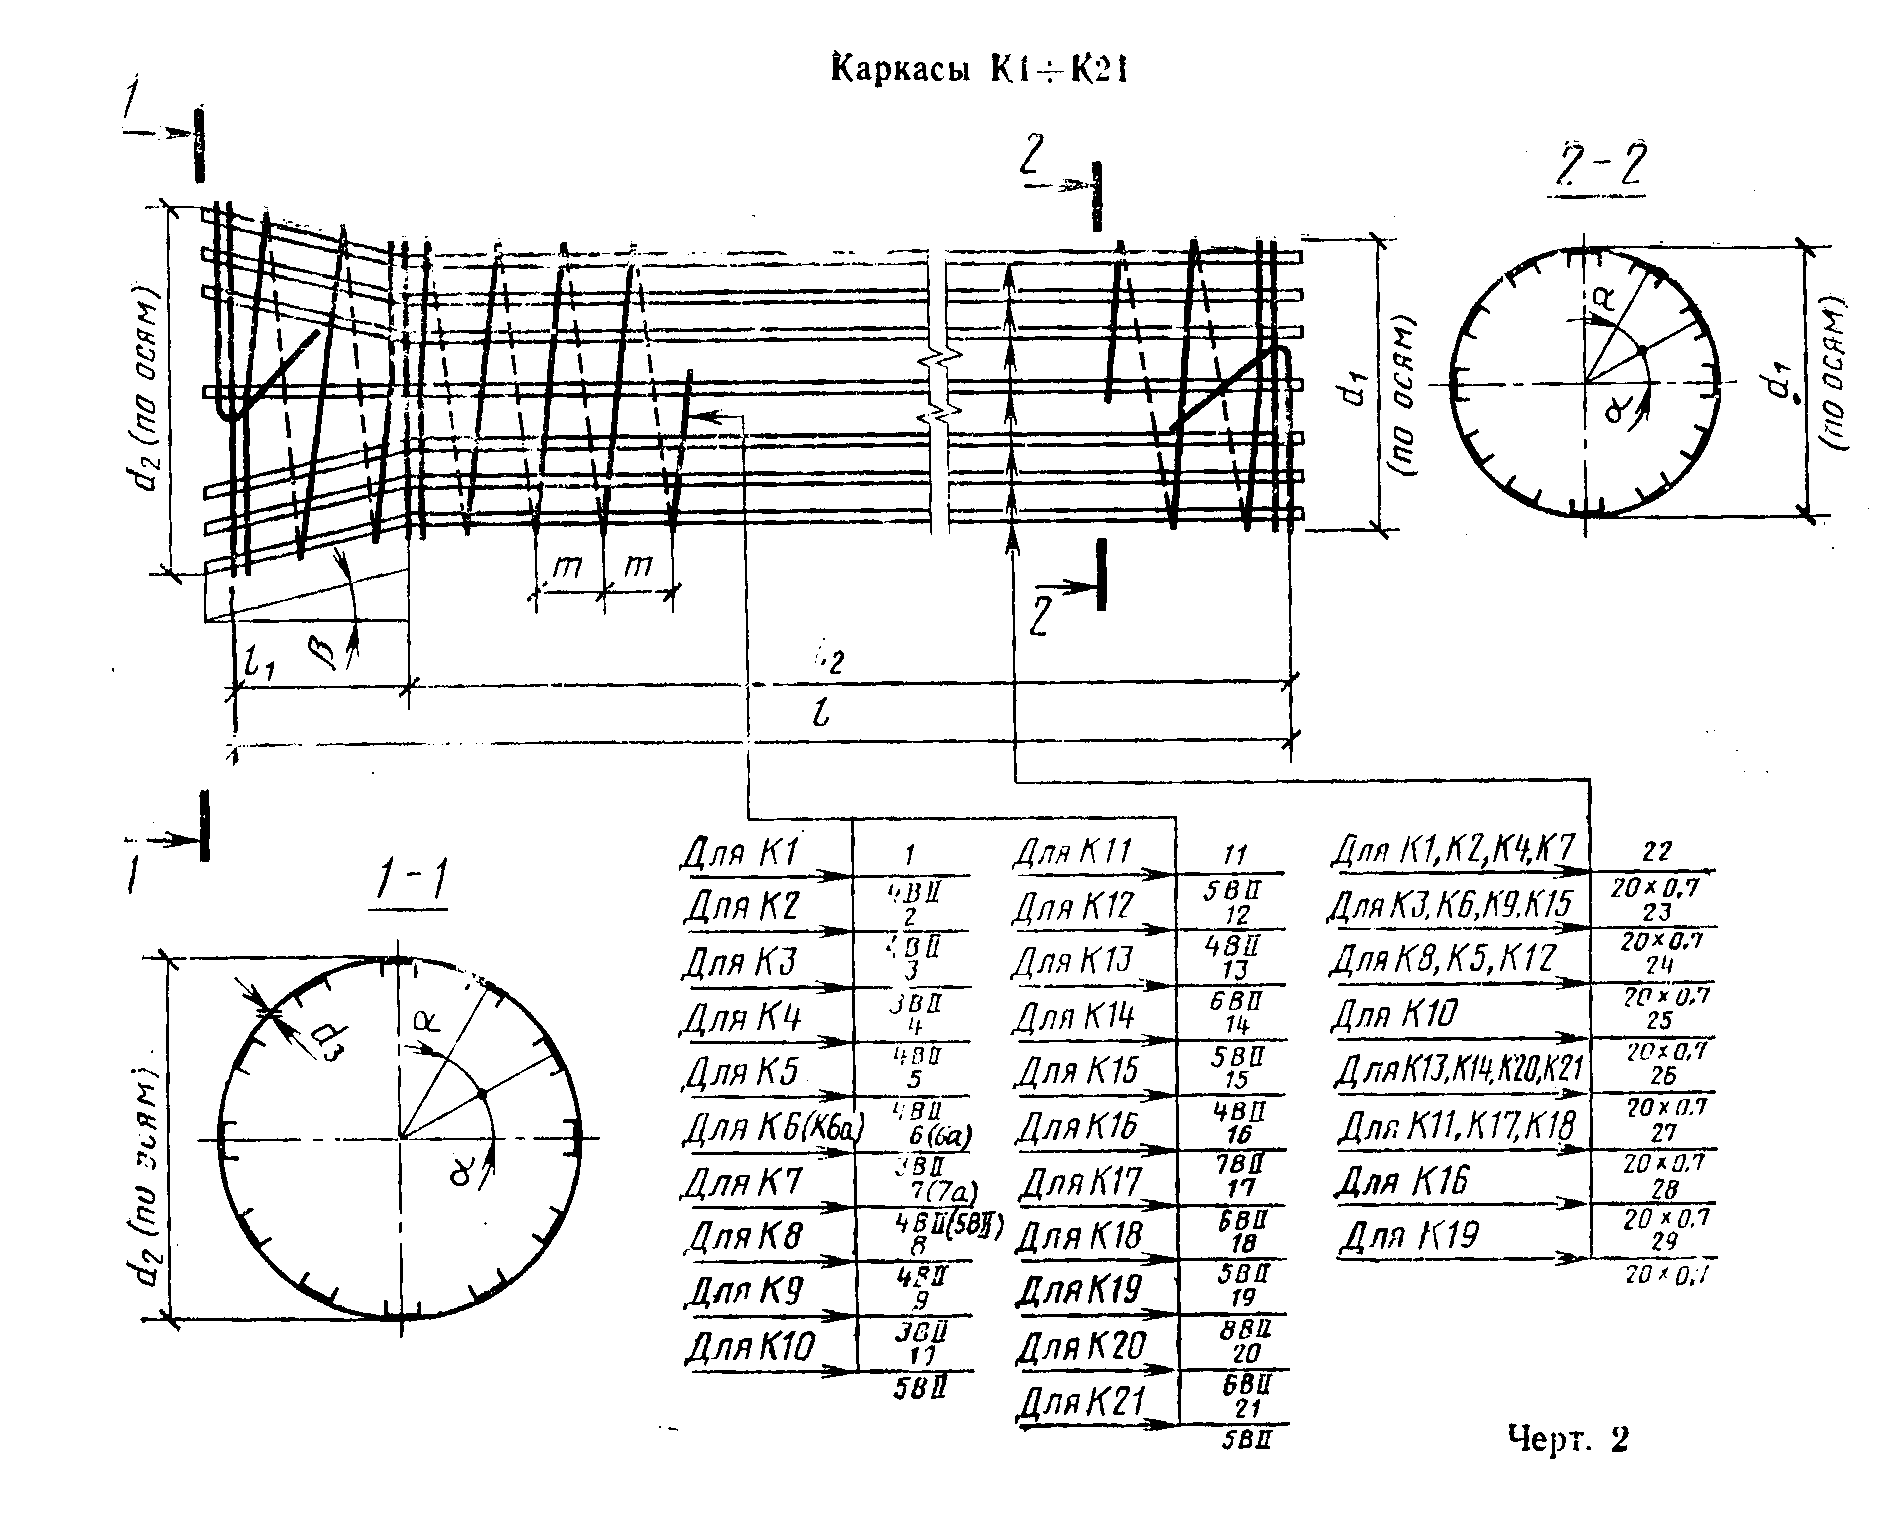 Каркасы К1÷К21
1
2
2-2
d2 (по осям)
d1 (по осям)
α
α
d1 (по осям)
m
m
β
2
l1
l2
l
1
1-1
d2 (по осям)
d3
α
α
Для К1 1
4ВII
Для К2 2
4ВII
Для К3 3
3ВII
Для К4 4
4ВII
Для К5 5
4ВII
Для К6(К6а) 6(6а)
3ВII
Для К7 7(7а)
4ВII(5ВII)
Для К8 8
4ВII
Для К9 9
3ВII
Для К10
5ВII
Для К11 11
5ВII
Для К12 12
4ВII
Для К13 13
6ВII
Для К14 14
5ВII
Для К15 15
4ВII
Для К16 16
7ВII
Для К17 17
6ВII
Для К18 18
5ВII
Для К19 19
8ВII
Для К20 20
6ВII
Для К21 21
5ВII
Для К1,К2,К4,К7 22
20×0,7
Для К3,К6,К9,К15 23
20×0,7
Для К8,К5,К12 24
20×0,7
Для К10 25
20×0,7
Для К13,К14,К20,К21 26
20×0,7
Для К11,К17,К18 27
20×0,7
Для К16 28
20×0,7
Для К19 29
20×0,7
Черт. 2